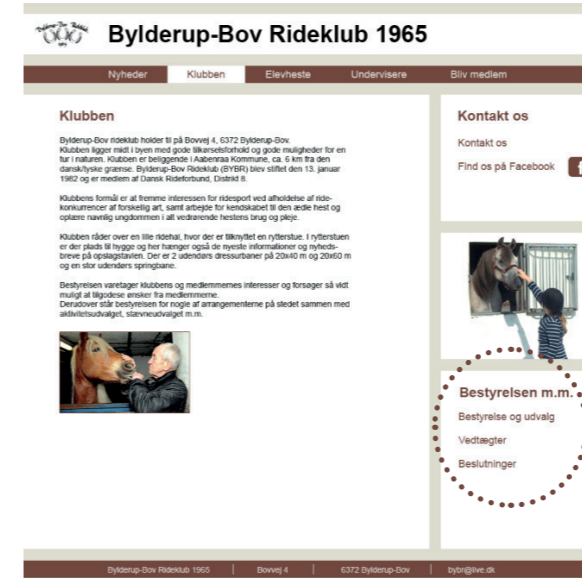 Bylderup-Bov Rideklub 1965
Nyheder
Klubben
Elevheste
Undervisere
Bliv medlem
Klubben
Bylderup-Bov rideklub holder til på Bovvej 4, 6372 Bylderup-Bov.
Klubben ligger midt i byen med gode tilkørselsforhold og gode muligheder for en
tur i naturen. Klubben er beliggende i Aabenraa Kommune, ca. 6 km fra den
dansk/tyske grænse. Bylderup-Bov Rideklub (BYBR) blev stiftet den 13. januar
1982 og er medlem af Dansk Rideforbund, Distrikt 8.
Klubbens formål er at fremme interessen for ridesport ved afholdelse af ride-
konkurrencer af forskellig art, samt arbejde for kendskabet til den ædle hest og
oplære navnlig ungdommen i alt vedrørende hestens brug og pleje.
Klubben råder over en lille ridehal, hvor der er tilknyttet en rytterstue. I rytterstuen
er der plads til hygge og her hænger også de nyeste informationer og nyheds-
breve på opslagstavlen. Der er 2 udendørs dressurbaner på 20x40 m og 20x60 m
og en stor udendørs springbane.
Bestyrelsen varetager klubbens og medlemmernes interesser og forsøger så vidt
muligt at tilgodese ønsker fra medlemmerne.
Derudover står bestyrelsen for nogle af arrangementerne på stedet sammen med
aktivitetsudvalget, stævneudvalget m.m.
Kontakt os
Kontakt os
Find os på Facebook
Bestyrelsen m.m.
Bestyrelse og udvalg
Vedtægter
Beslutninger
Bylderup-Bov Rideklub 1965 | Bovvej 4 | 6372 Bylderup-Bov | bybr@live.dk